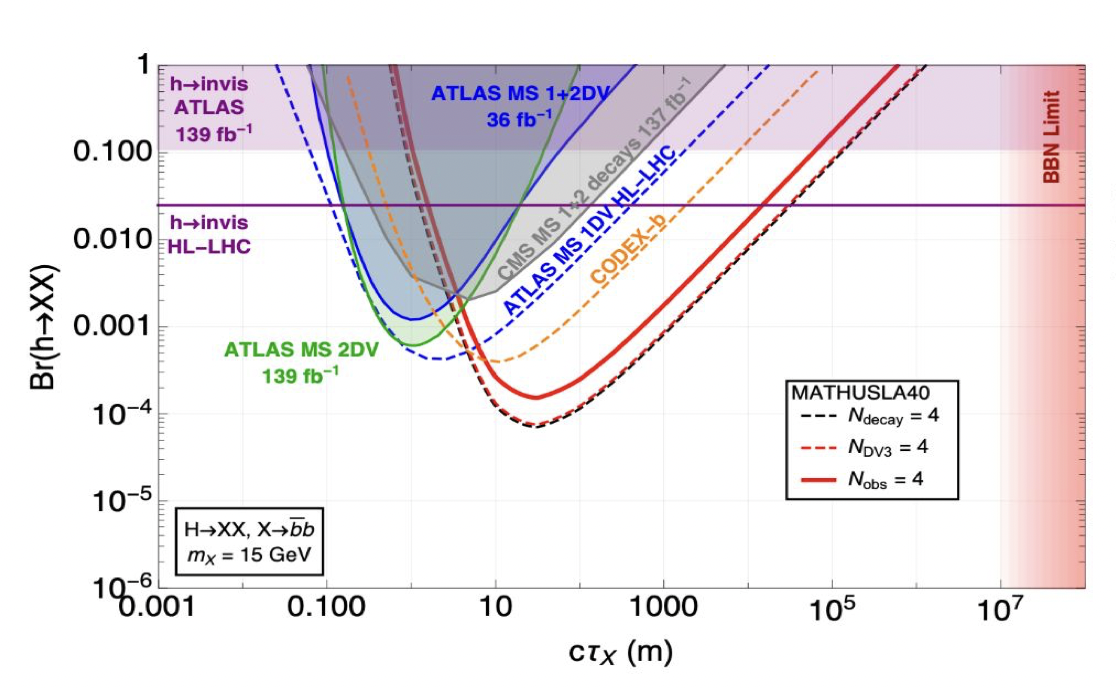 1
0.100
0.010
0.001
10⁻⁴
10⁻⁵
10⁻⁶
Br(h→XX)
h→invis
ATLAS
139 fb⁻¹
h→invis
HL−LHC
ATLAS MS 1+2DV
36 fb⁻¹
CMS MS 1+2 decays 137 fb⁻¹
ATLAS MS 1DV HL−LHC
CODEX−b
BBN Limit
ATLAS MS 2DV
139 fb⁻¹
MATHUSLA40
N_decay = 4
N_DV3 = 4
N_obs = 4
H→XX, X→b̅b
m_X = 15 GeV
0.001
0.100
10
1000
10⁵
10⁷
cτ_X (m)